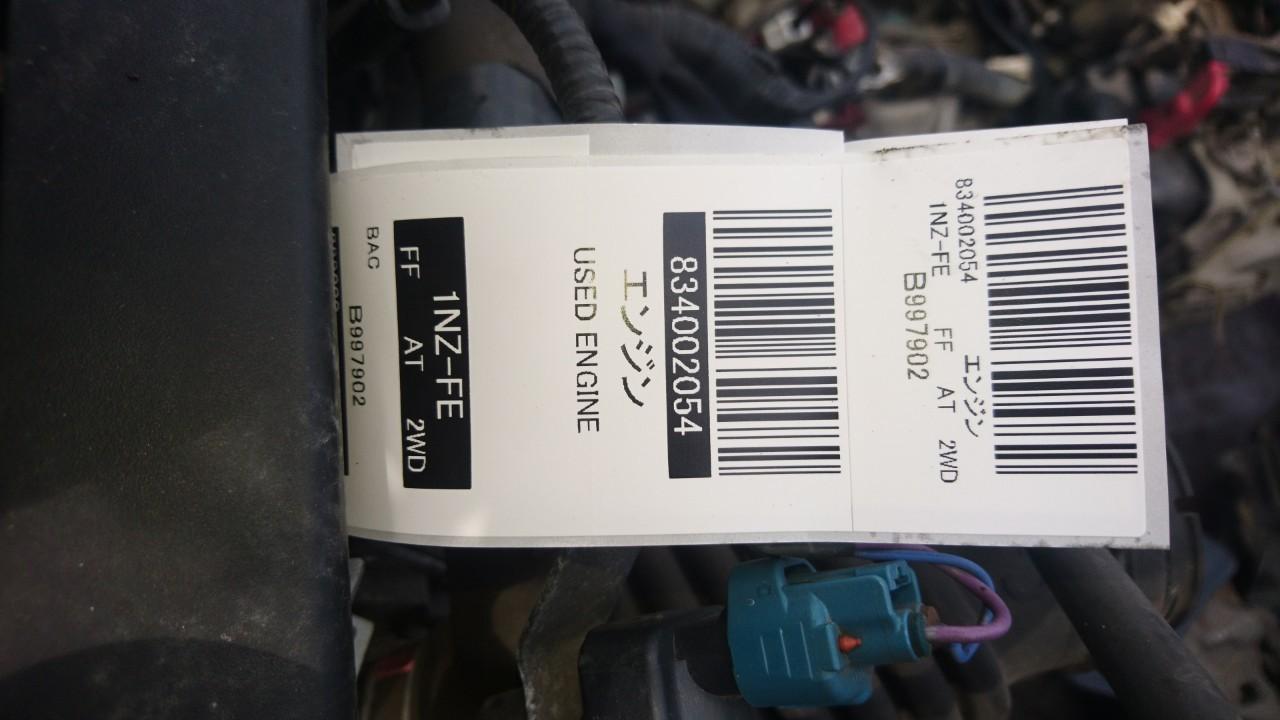 834002054 エンジン
1NZ-FE FF AT 2WD
B997902
834002054
エンジン
USED ENGINE
1NZ-FE
FF AT 2WD
BAC B997902